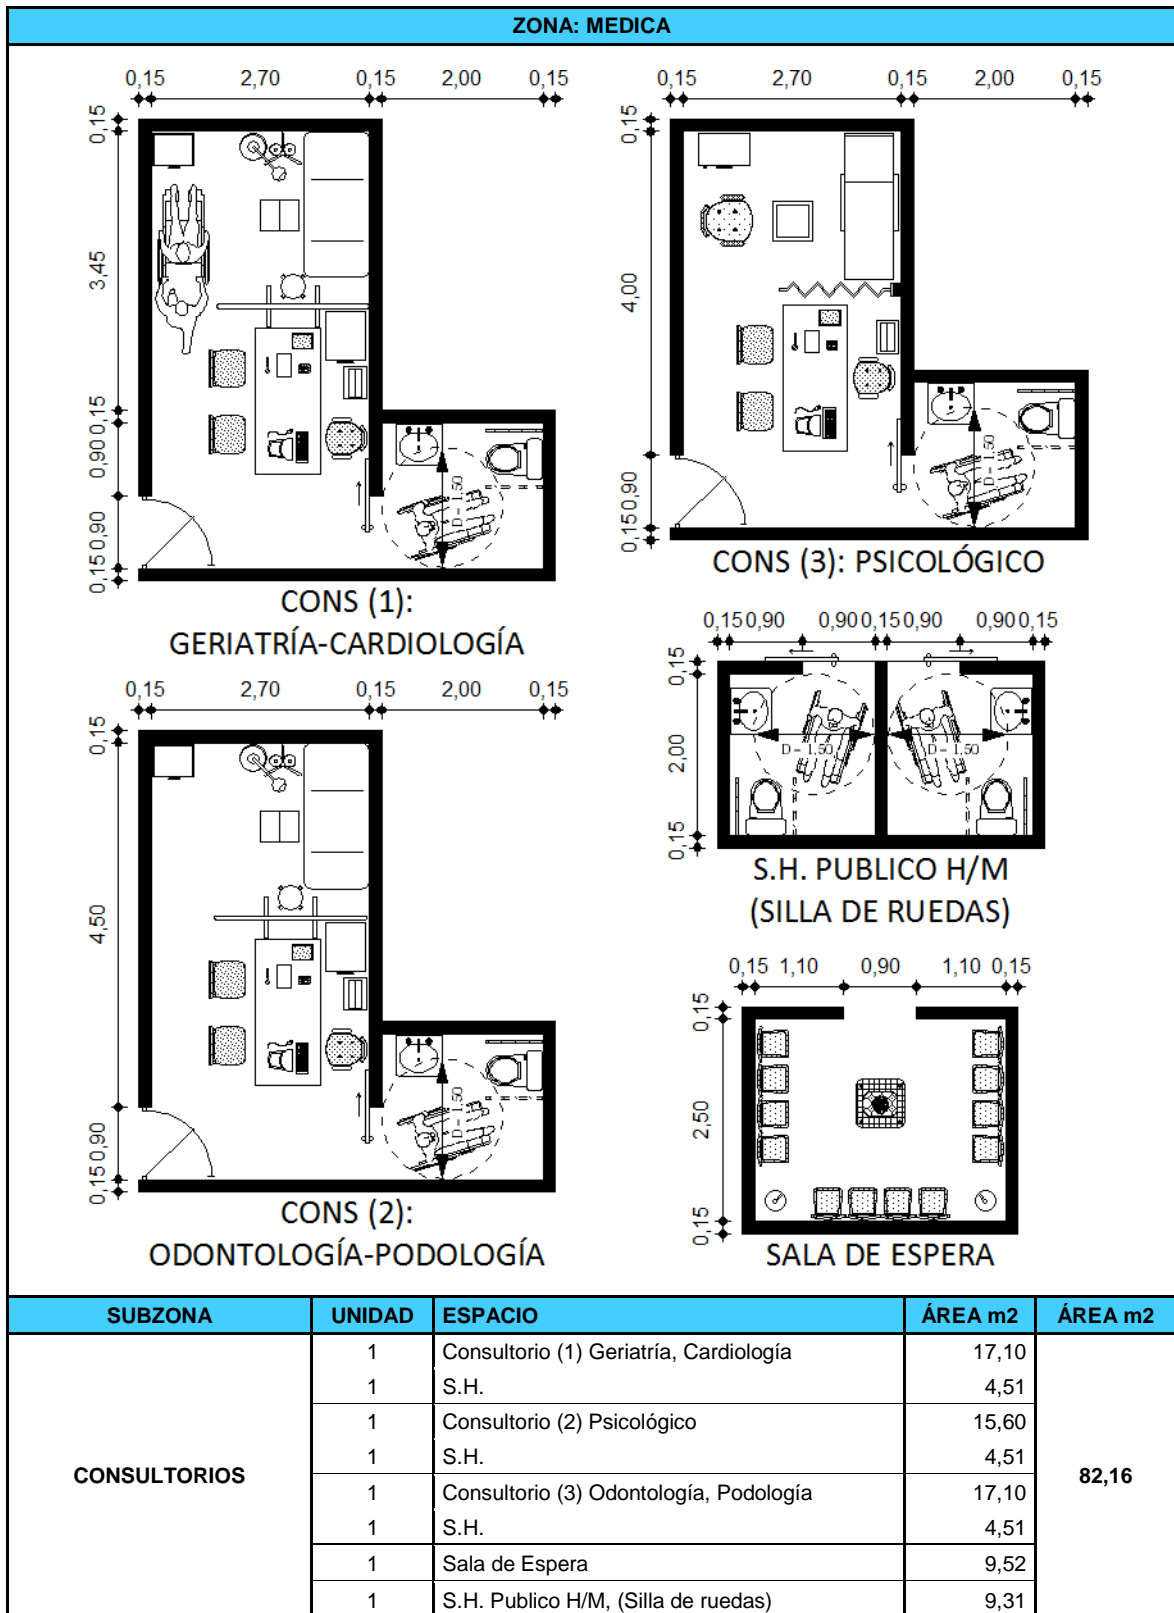 ZONA: MEDICA
0,15 2,70 0,15 2,00 0,15
0,15
3,45
0,15
0,90
0,90
0,15
D - 1,50
CONS (1):
GERIATRÍA-CARDIOLOGÍA
0,15 2,70 0,15 2,00 0,15
0,15
4,00
0,90
0,15
D - 1,50
CONS (3): PSICOLÓGICO
0,15 0,90 0,90 0,15 0,90 0,90 0,15
0,15
2,00
0,15
D - 1,50
D - 1,50
S.H. PUBLICO H/M
(SILLA DE RUEDAS)
0,15 2,70 0,15 2,00 0,15
0,15
4,50
0,90
0,15
D - 1,50
CONS (2):
ODONTOLOGÍA-PODOLOGÍA
0,15 1,10 0,90 1,10 0,15
0,15
2,50
0,15
SALA DE ESPERA
SUBZONA UNIDAD ESPACIO ÁREA m2 ÁREA m2
1 Consultorio (1) Geriatría, Cardiología 17,10
1 S.H. 4,51
1 Consultorio (2) Psicológico 15,60
1 S.H. 4,51
CONSULTORIOS 82,16
1 Consultorio (3) Odontología, Podología 17,10
1 S.H. 4,51
1 Sala de Espera 9,52
1 S.H. Publico H/M, (Silla de ruedas) 9,31